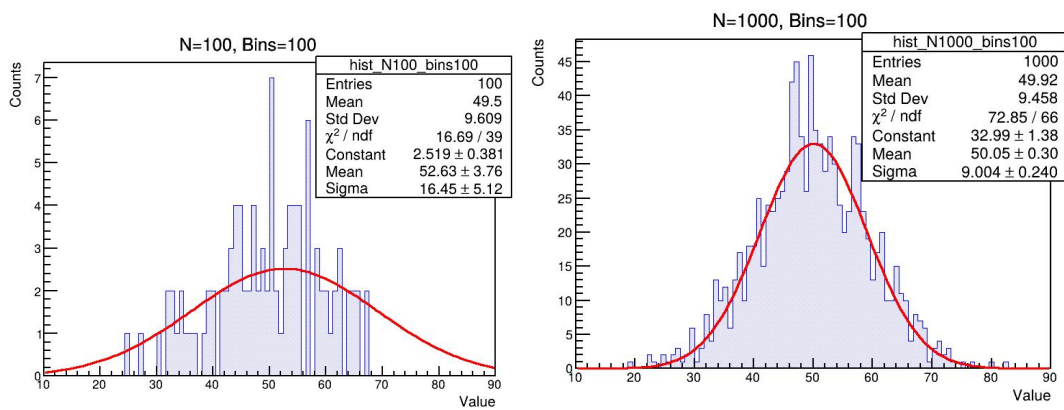 N=100, Bins=100
hist_N100_bins100
Entries 100
Mean 49.5
Std Dev 9.609
χ² / ndf 16.69 / 39
Constant 2.519 ± 0.381
Mean 52.63 ± 3.76
Sigma 16.45 ± 5.12
Counts
7
6
5
4
3
2
1
0
10 20 30 40 50 60 70 80 90
Value
N=1000, Bins=100
hist_N1000_bins100
Entries 1000
Mean 49.92
Std Dev 9.458
χ² / ndf 72.85 / 66
Constant 32.99 ± 1.38
Mean 50.05 ± 0.30
Sigma 9.004 ± 0.240
Counts
45
40
35
30
25
20
15
10
5
0
10 20 30 40 50 60 70 80 90
Value